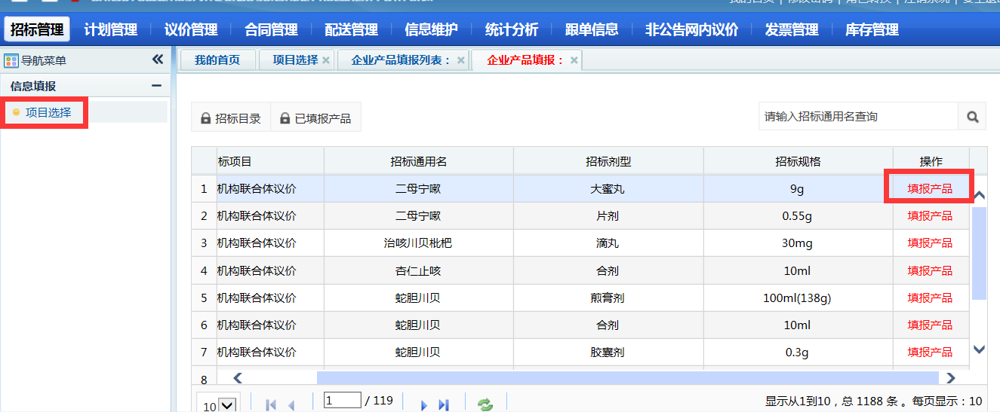 招标管理 计划管理 议价管理 合同管理 配送管理 信息维护 统计分析 跟单信息 非公告网内议价 发票管理 库存管理
导航菜单
我的首页 项目选择 企业产品填报列表： 企业产品填报：
信息填报
项目选择
招标目录 已填报产品 请输入招标通用名查询
标项目 招标通用名 招标剂型 招标规格 操作
1 机构联合体议价 二母宁嗽 大蜜丸 9g 填报产品
2 机构联合体议价 二母宁嗽 片剂 0.55g 填报产品
3 机构联合体议价 治咳川贝枇杷 滴丸 30mg 填报产品
4 机构联合体议价 杏仁止咳 合剂 10ml 填报产品
5 机构联合体议价 蛇胆川贝 煎膏剂 100ml(138g) 填报产品
6 机构联合体议价 蛇胆川贝 合剂 10ml 填报产品
7 机构联合体议价 蛇胆川贝 胶囊剂 0.3g 填报产品
8
10 1 / 119 显示从1到10，总 1188 条 。每页显示：10